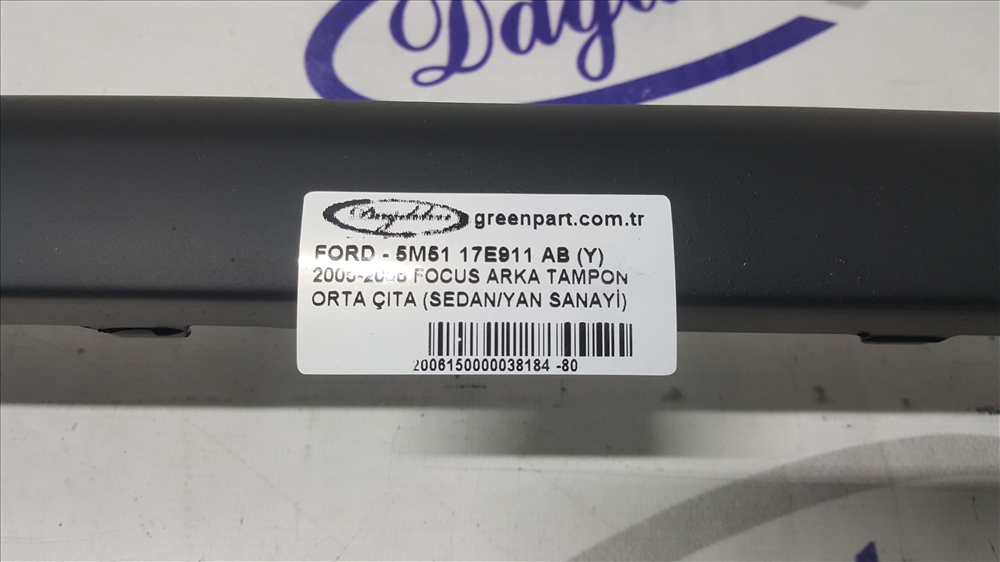 greenpart.com.tr
FORD - 5M51 17E911 AB (Y)
FOCUS ARKA TAMPON
ORTA ÇITA (SEDAN/YAN SANAYİ)
2006150000038184 -80